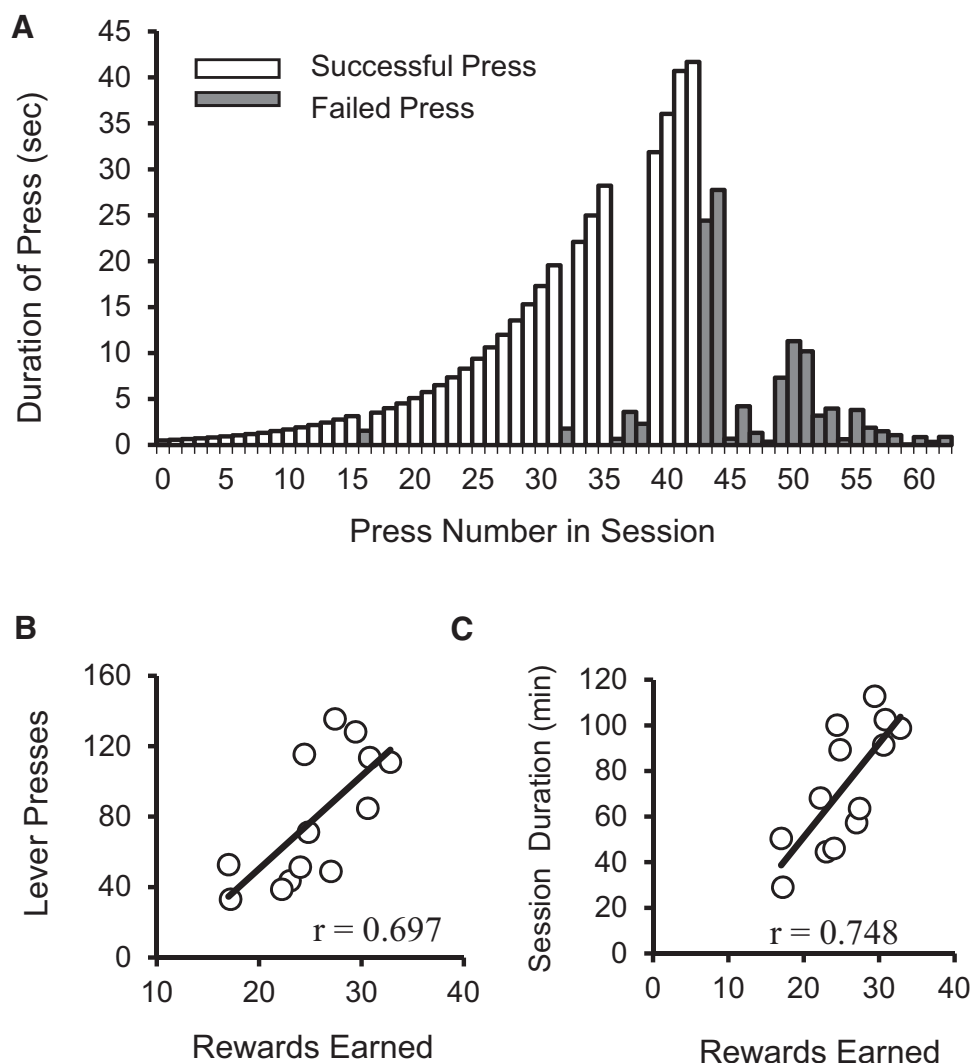 A
Duration of Press (sec)
45
40
35
30
25
20
15
10
5
0
Successful Press
Failed Press
0 5 10 15 20 25 30 35 40 45 50 55 60
Press Number in Session
B
Lever Presses
160
120
80
40
0
r = 0.697
10 20 30 40
Rewards Earned
C
Session Duration (min)
120
100
80
60
40
20
0
r = 0.748
0 10 20 30 40
Rewards Earned